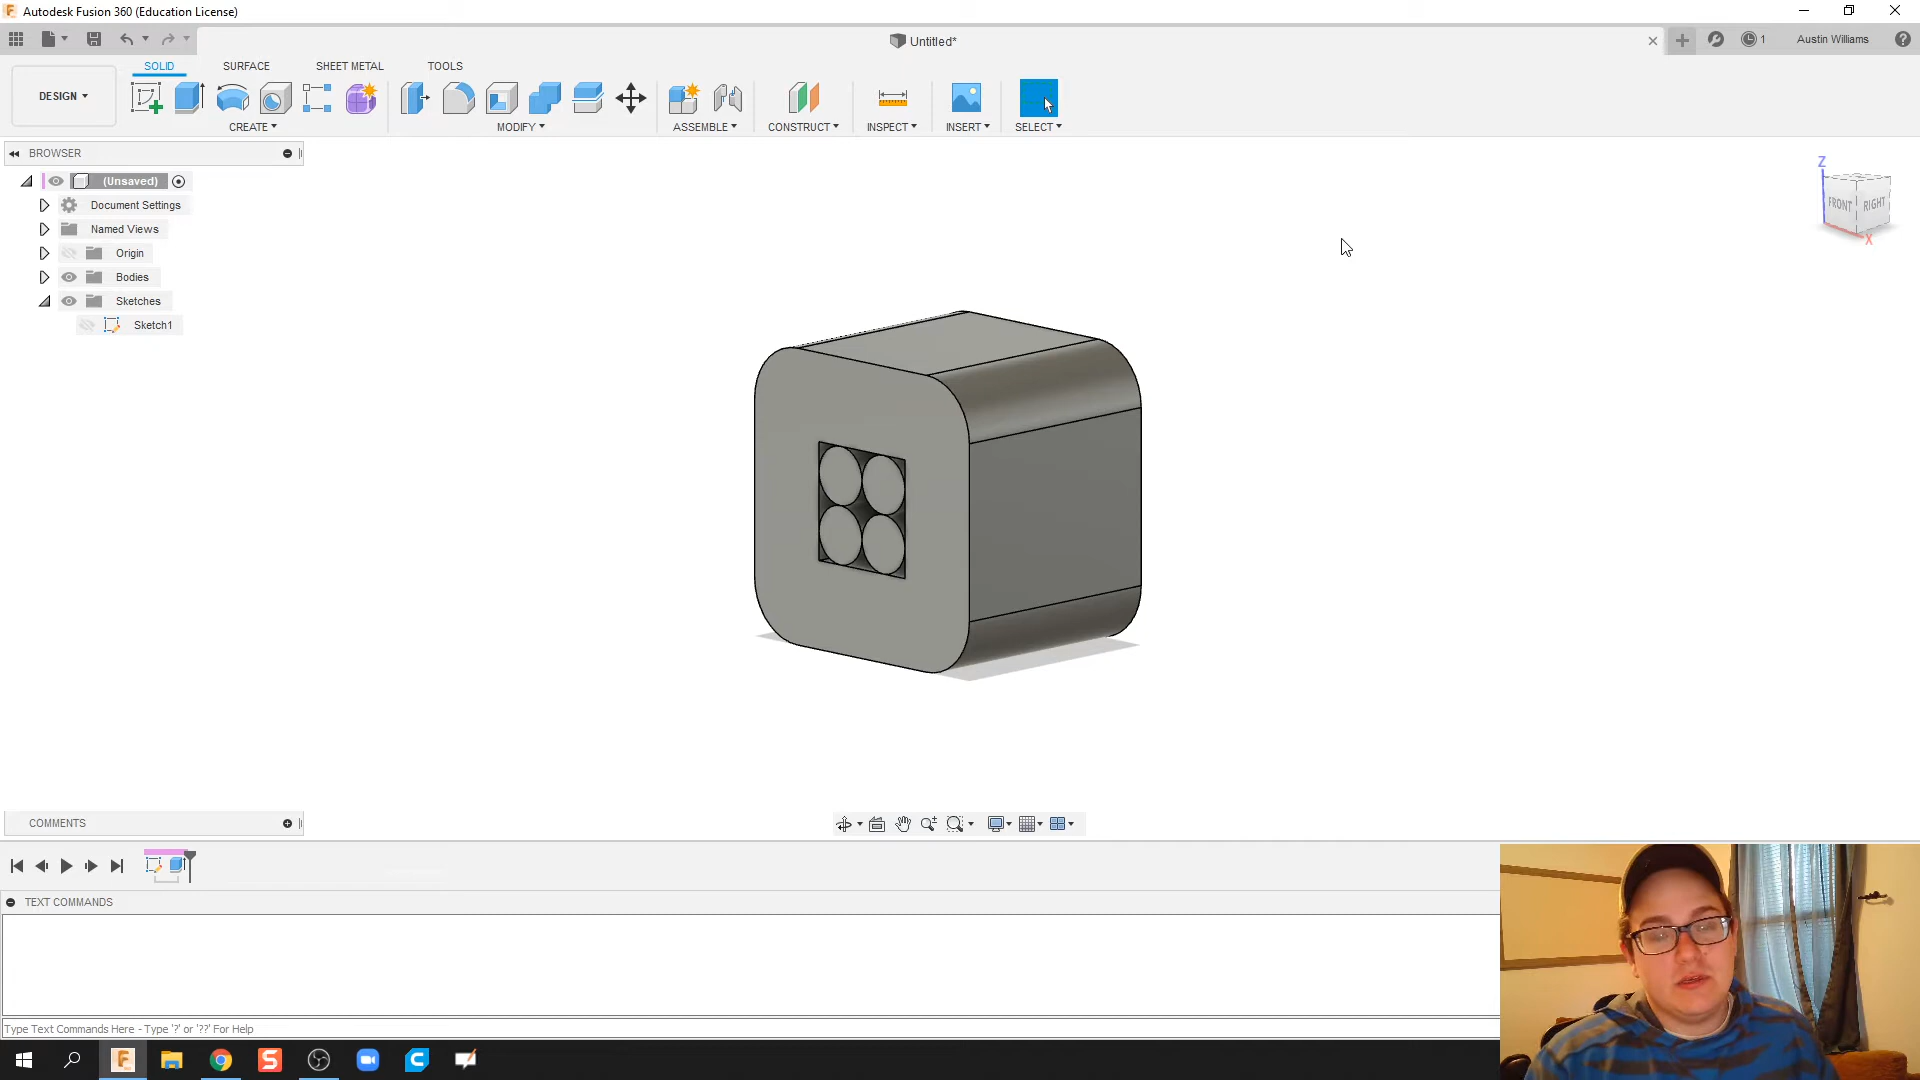 Autodesk Fusion 360 (Education License)
Untitled*
1
Austin Williams
SOLID
SURFACE
SHEET METAL
TOOLS
DESIGN
CREATE
MODIFY
ASSEMBLE
CONSTRUCT
INSPECT
INSERT
SELECT
BROWSER
(Unsaved)
Document Settings
Named Views
Origin
Bodies
Sketches
Sketch1
Z
FRONT
RIGHT
X
COMMENTS
TEXT COMMANDS
Type Text Commands Here - Type '?' or '??' For Help